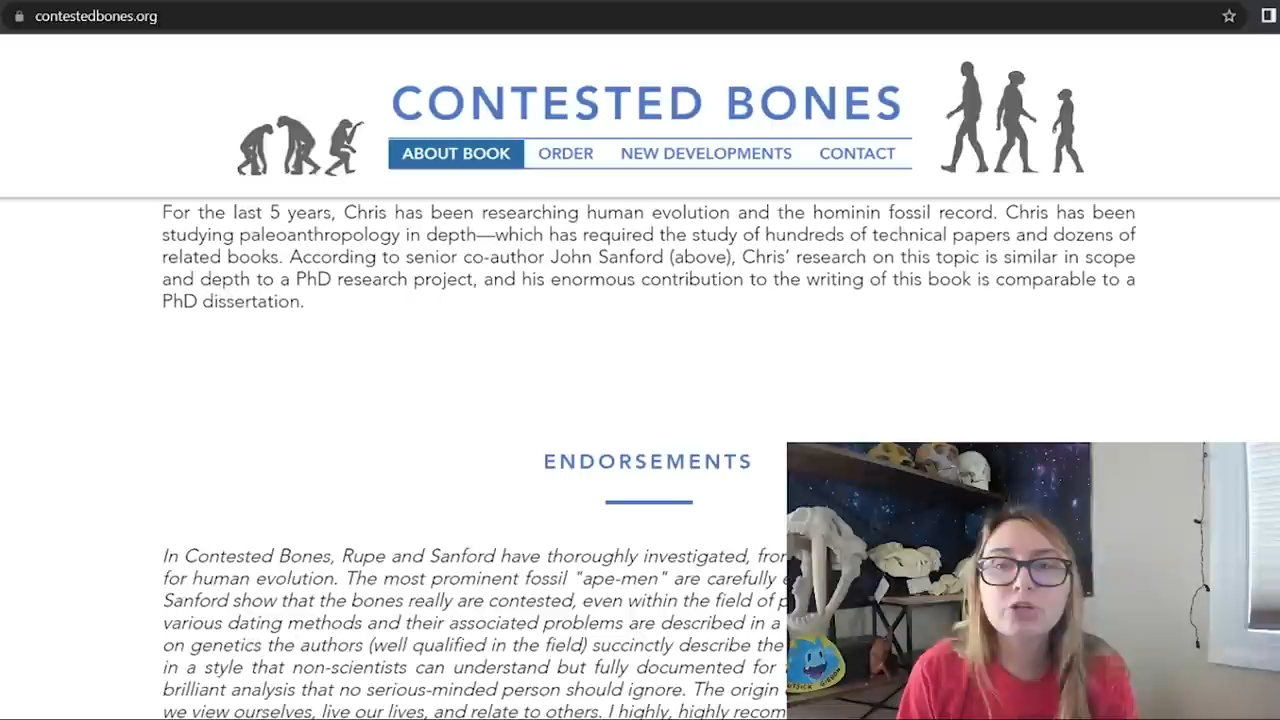 contestedbones.org
CONTESTED BONES
ABOUT BOOK ORDER NEW DEVELOPMENTS CONTACT
For the last 5 years, Chris has been researching human evolution and the hominin fossil record. Chris has been
studying paleoanthropology in depth—which has required the study of hundreds of technical papers and dozens of
related books. According to senior co-author John Sanford (above), Chris’ research on this topic is similar in scope
and depth to a PhD research project, and his enormous contribution to the writing of this book is comparable to a
PhD dissertation.
ENDORSEMENTS
In Contested Bones, Rupe and Sanford have thoroughly investigated,
for human evolution. The most prominent fossil "ape-men" are carefully
Sanford show that the bones really are contested, even within the field of
various dating methods and their associated problems are described in a
on genetics the authors (well qualified in the field) succinctly describe the
in a style that non-scientists can understand but fully documented for
brilliant analysis that no serious-minded person should ignore. The origin
we view ourselves, live our lives, and relate to others. I highly, highly
GIBBON